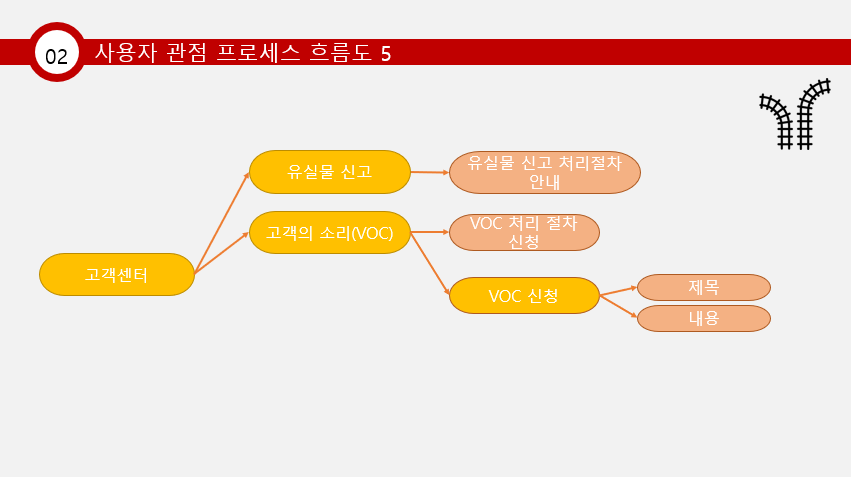 02
사용자 관점 프로세스 흐름도 5
유실물 신고
유실물 신고 처리절차
안내
고객의 소리(VOC)
VOC 처리 절차
신청
고객센터
VOC 신청
제목
내용